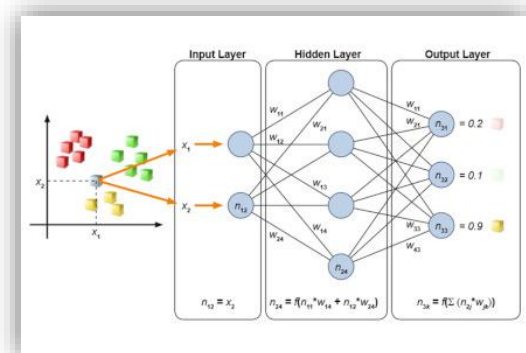 Input Layer Hidden Layer Output Layer
w₁₁ w₁₁
w₂₁ w₂₁
x₁ w₁₂ n₃₁ = 0.2
x₂ x₂ n₁₂ w₁₃ n₃₂ = 0.1
w₁₄ w₃₃ n₃₃ = 0.9
w₂₄ w₄₃
x₁ n₂₄
n₁₂ = x₂ n₂₄ = f(n₁₁*w₁₄ + n₁₂*w₂₄) n₃ₖ = f(Σ (n₂ⱼ*wⱼₖ))